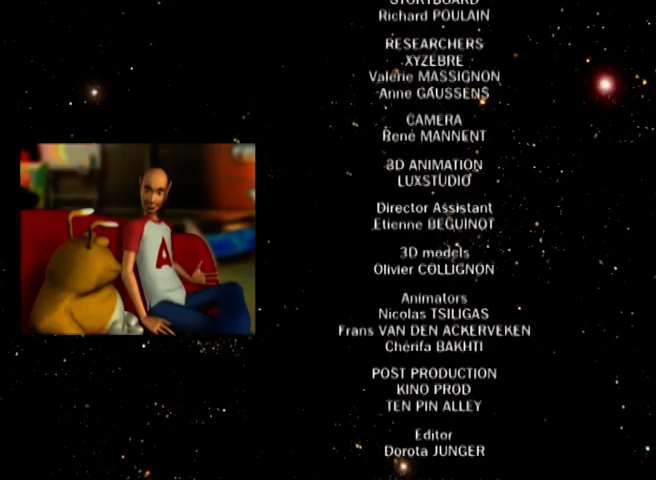 STORYBOARD
Richard POULAIN
RESEARCHERS
XYZEBRE
Valérie MASSIGNON
Anne GAUSSENS
CAMERA
René MANNENT
3D ANIMATION
LUXSTUDIO
Director Assistant
Etienne BEGUINOT
3D models
Olivier COLLIGNON
Animators
Nicolas TSILIGAS
Frans VAN DEN ACKERVEKEN
Chérifa BAKHTI
POST PRODUCTION
KINO PROD
TEN PIN ALLEY
Editor
Dorota JUNGER
A